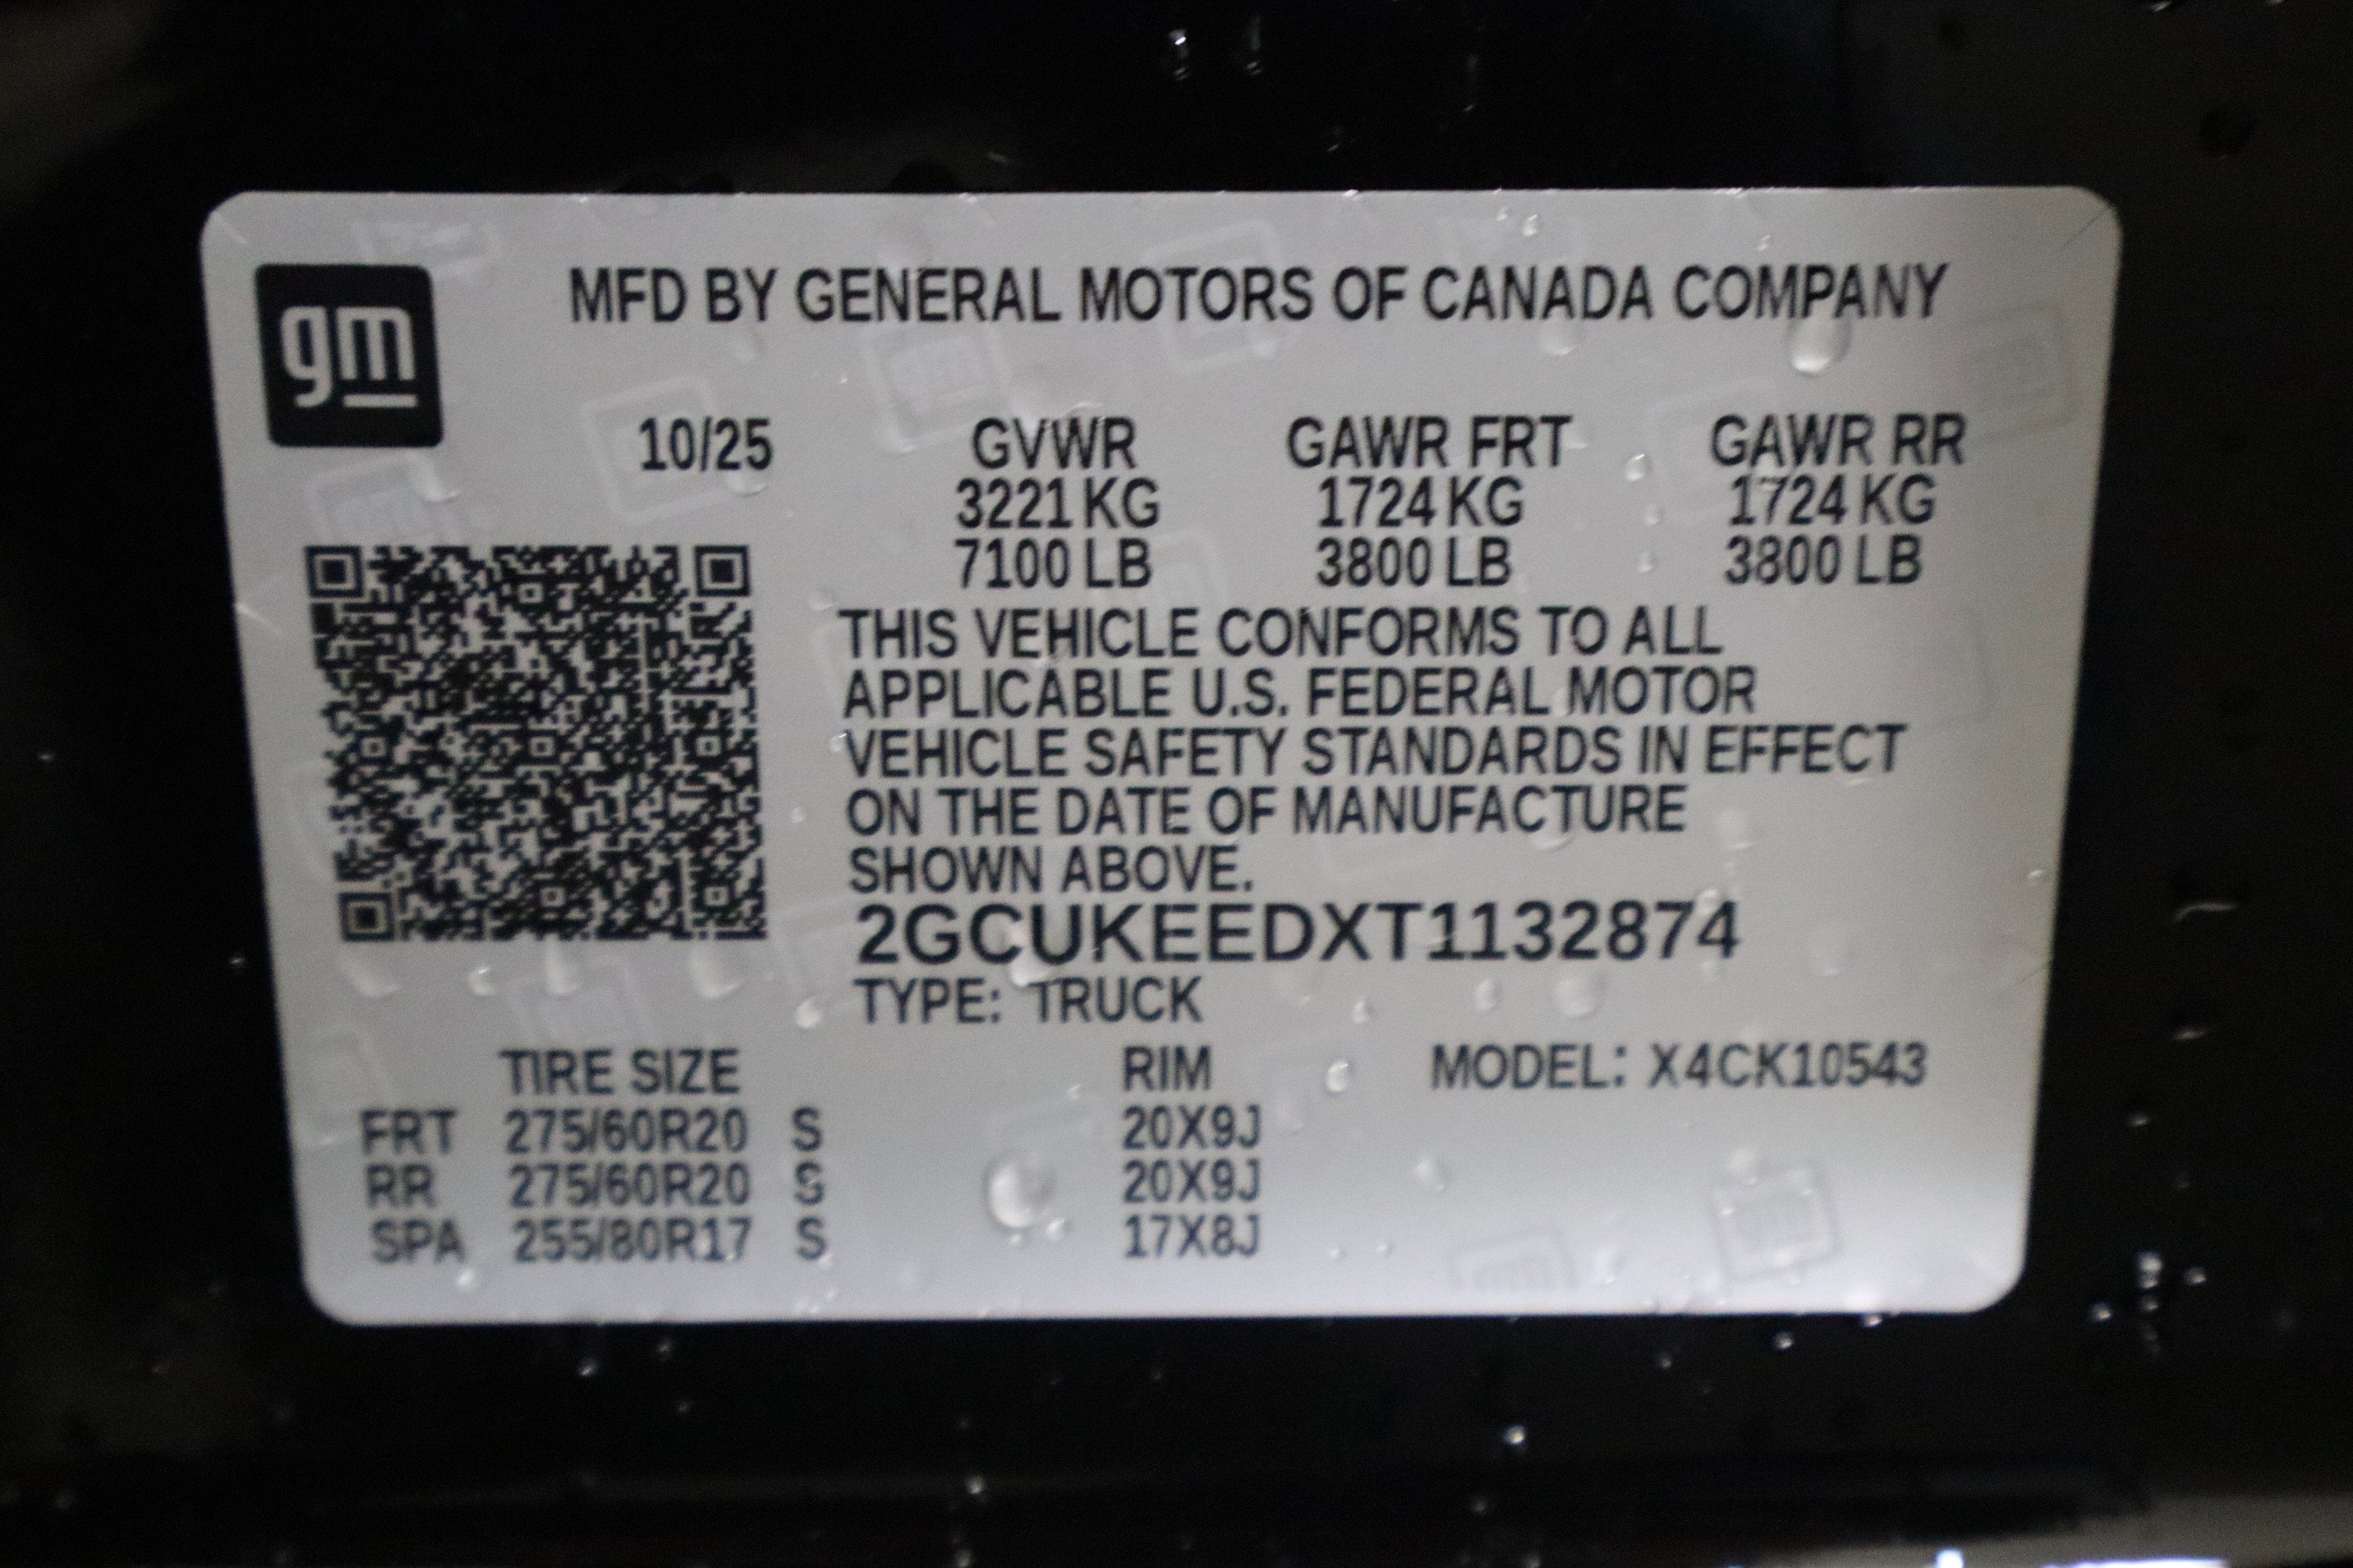 gm
MFD BY GENERAL MOTORS OF CANADA COMPANY
10/25 GVWR GAWR FRT GAWR RR
3221 KG 1724 KG 1724 KG
7100 LB 3800 LB 3800 LB
THIS VEHICLE CONFORMS TO ALL
APPLICABLE U.S. FEDERAL MOTOR
VEHICLE SAFETY STANDARDS IN EFFECT
ON THE DATE OF MANUFACTURE
SHOWN ABOVE.
2GCUKEEDXT1132874
TYPE: TRUCK
TIRE SIZE RIM MODEL: X4CK10543
FRT 275/60R20 S 20X9J
RR 275/60R20 S 20X9J
SPA 255/80R17 S 17X8J